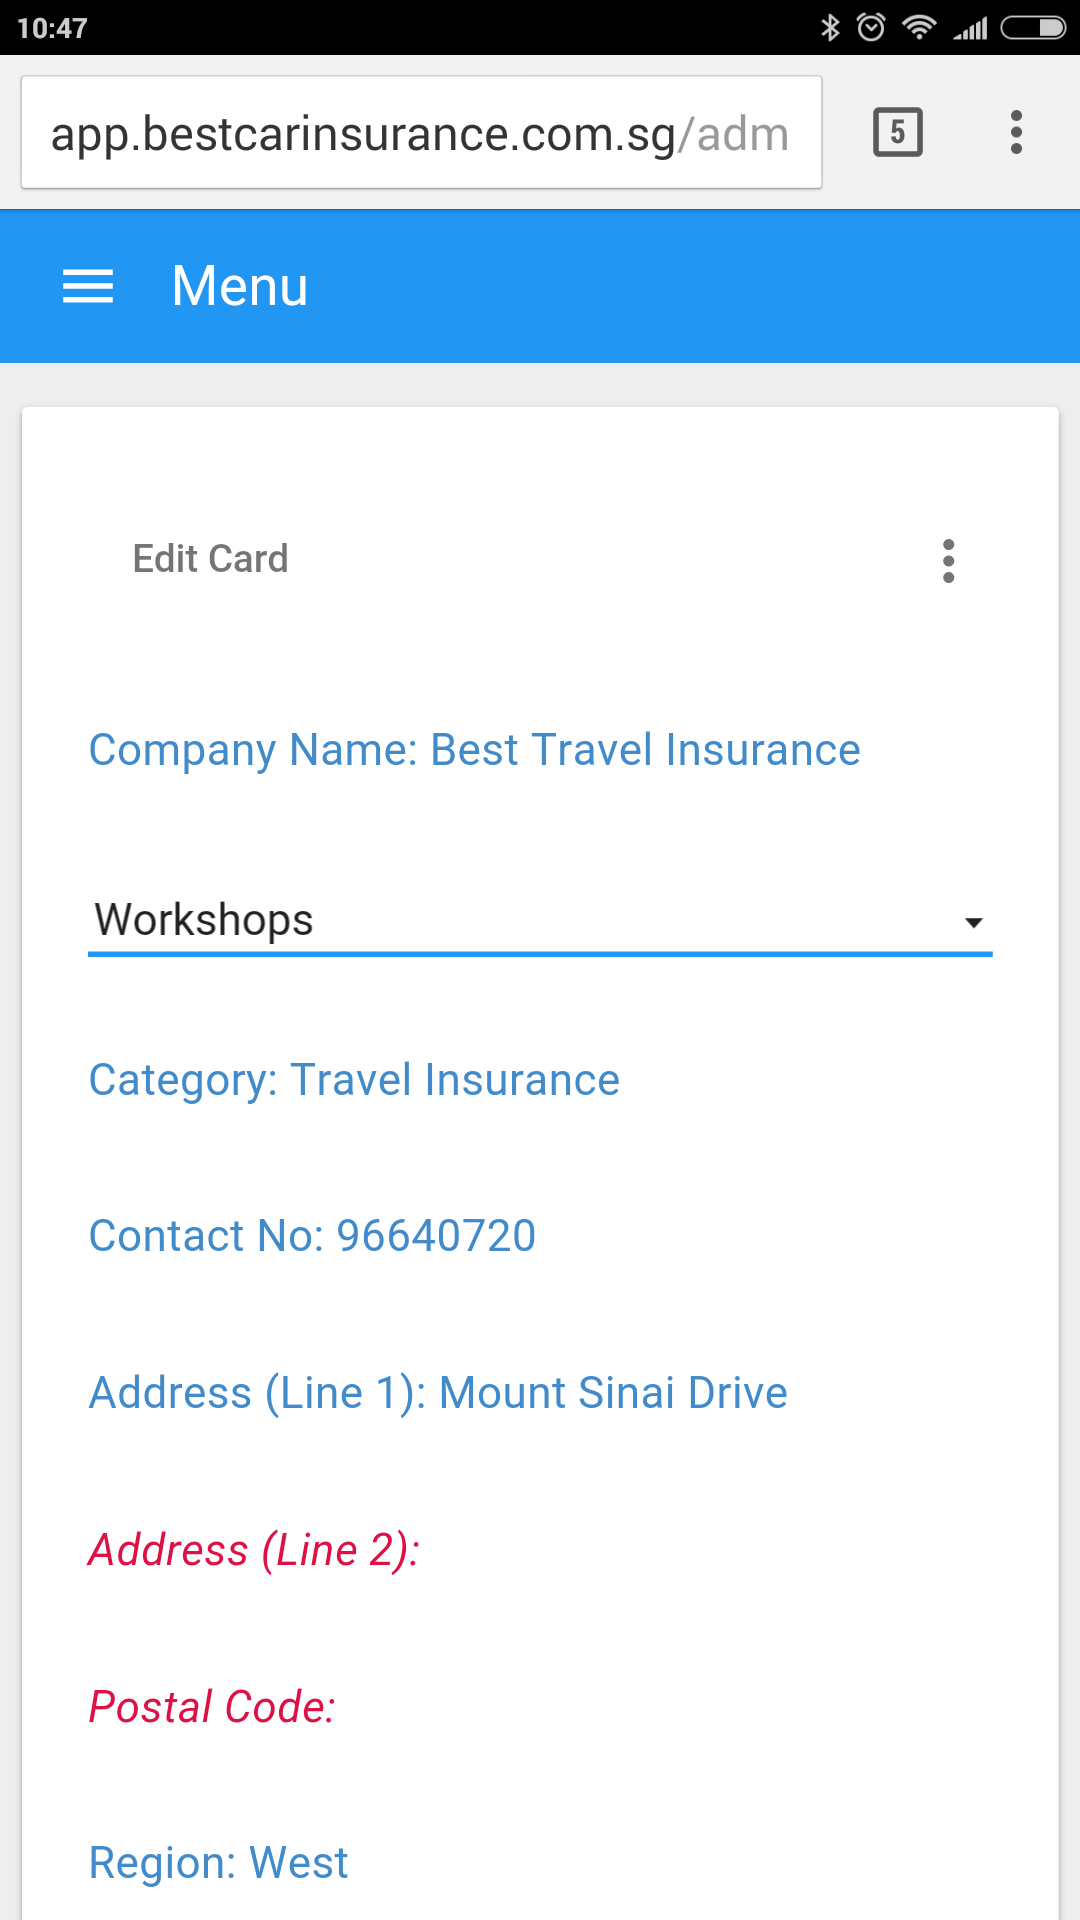 10:47
app.bestcarinsurance.com.sg/adm
5
Menu
Edit Card
Company Name: Best Travel Insurance
Workshops
Category: Travel Insurance
Contact No: 96640720
Address (Line 1): Mount Sinai Drive
Address (Line 2):
Postal Code:
Region: West